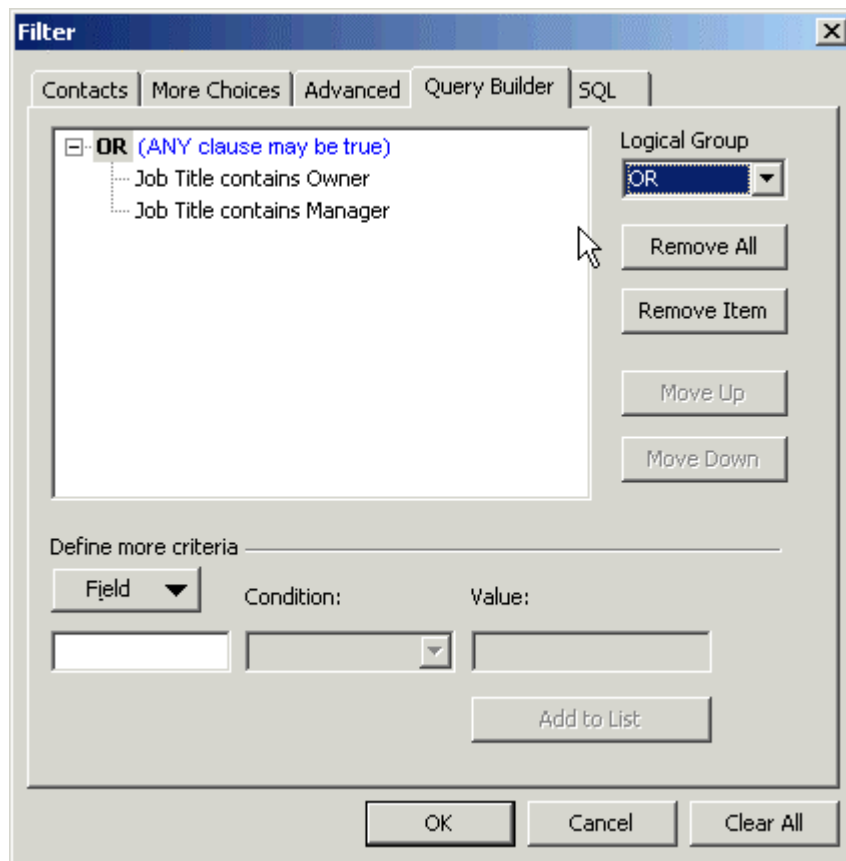 Filter
Contacts
More Choices
Advanced
Query Builder
SQL
OR (ANY clause may be true)
Job Title contains Owner
Job Title contains Manager
Logical Group
OR
Remove All
Remove Item
Move Up
Move Down
Define more criteria
Field
Condition:
Value:
Add to List
OK
Cancel
Clear All